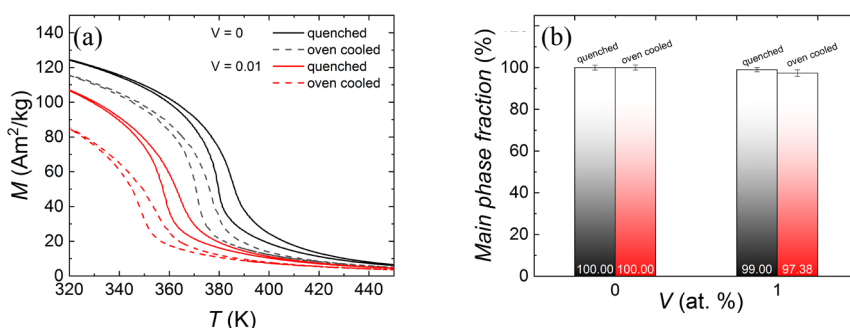 (a)
V = 0
quenched
oven cooled
V = 0.01
quenched
oven cooled
M (Am²/kg)
140
120
100
80
60
40
20
0
320
340
360
380
400
420
440
T (K)
(b)
Main phase fraction (%)
100
80
60
40
20
0
quenched
oven cooled
quenched
oven cooled
100.00
100.00
99.00
97.38
0
1
V (at. %)